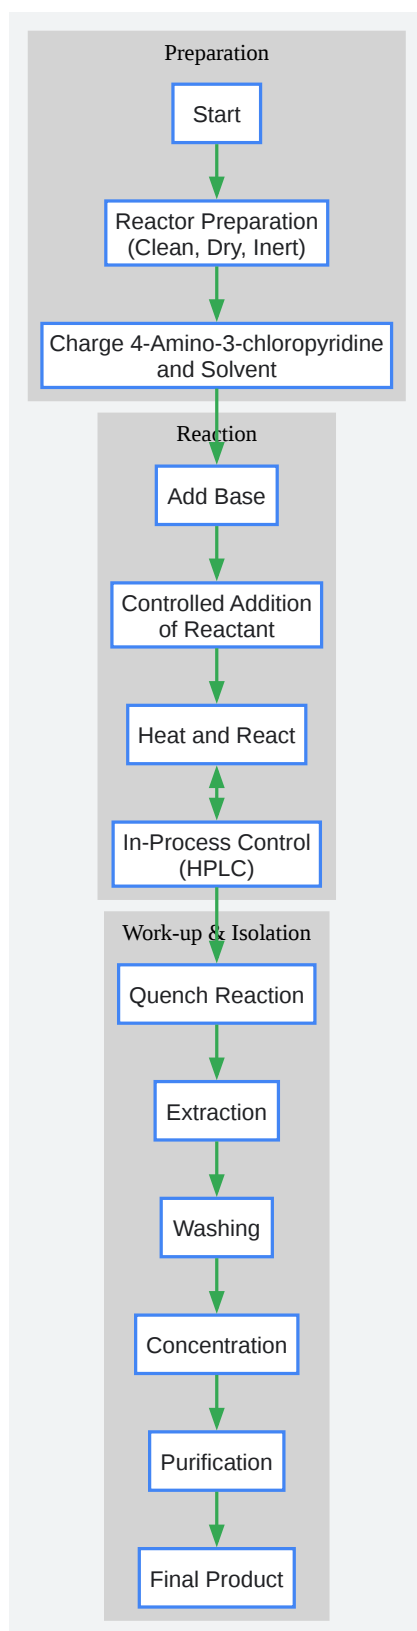 Preparation
Start
Reactor Preparation
(Clean, Dry, Inert)
Charge 4-Amino-3-chloropyridine
and Solvent
Reaction
Add Base
Controlled Addition
of Reactant
Heat and React
In-Process Control
(HPLC)
Work-up & Isolation
Quench Reaction
Extraction
Washing
Concentration
Purification
Final Product